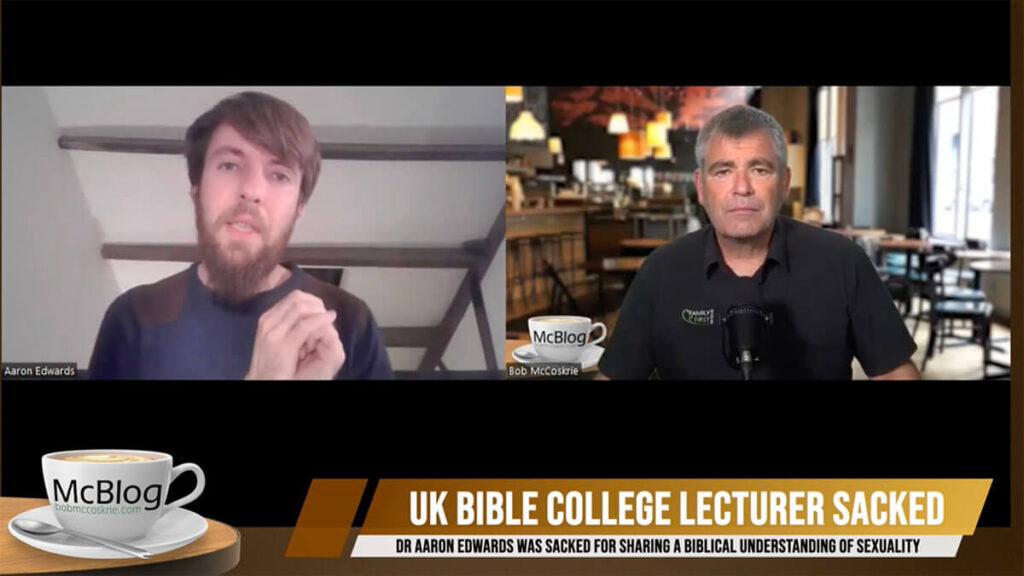 Aaron Edwards
Bob McCoskrie
McBlog
FAMILY
FIRST
McBlog
bobmccoskrie.com
UK BIBLE COLLEGE LECTURER SACKED
DR AARON EDWARDS WAS SACKED FOR SHARING A BIBLICAL UNDERSTANDING OF SEXUALITY